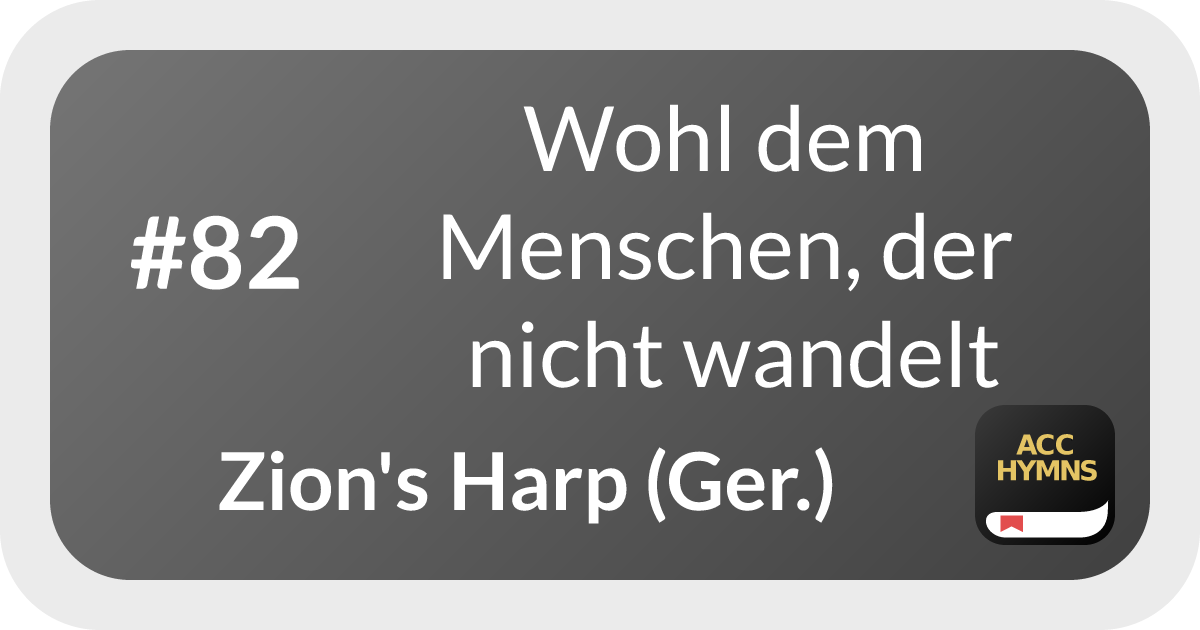 #82
Wohl dem
Menschen, der
nicht wandelt
Zion's Harp (Ger.)
ACC
HYMNS